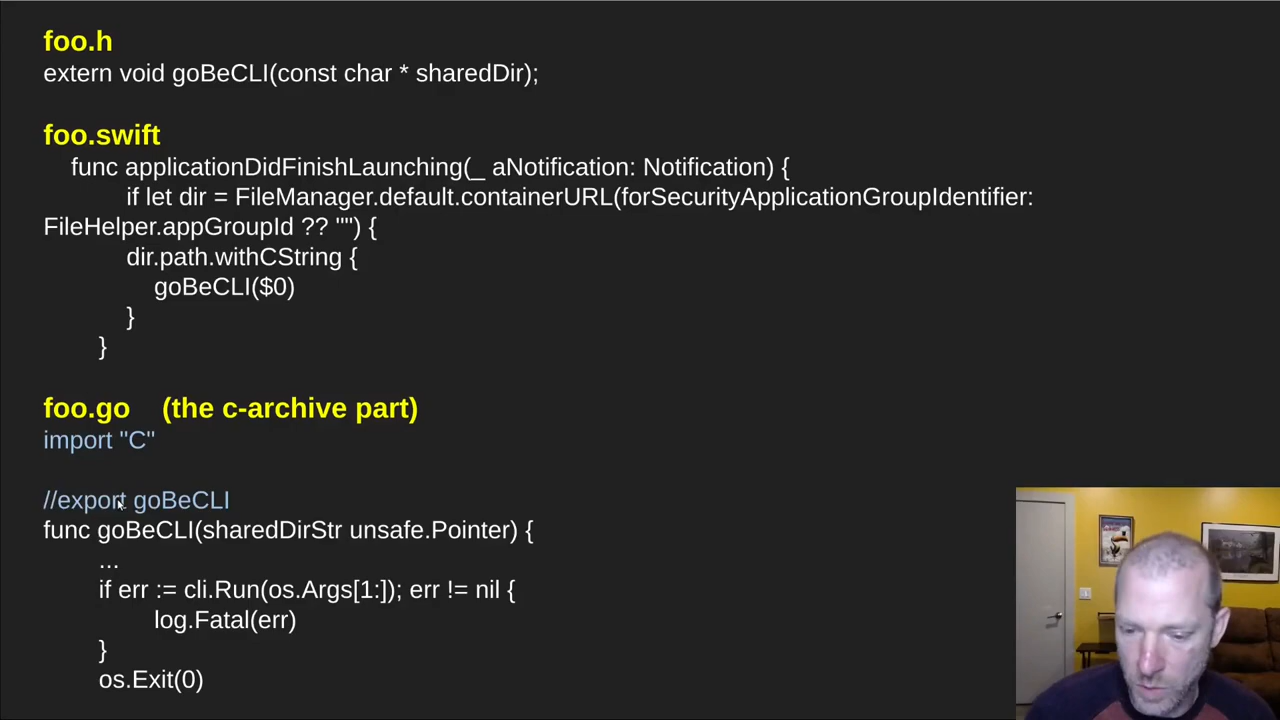 foo.h
extern void goBeCLI(const char * sharedDir);
foo.swift
func applicationDidFinishLaunching(_ aNotification: Notification) {
if let dir = FileManager.default.containerURL(forSecurityApplicationGroupIdentifier:
FileHelper.appGroupId ?? "") {
dir.path.withCString {
goBeCLI($0)
}
}
foo.go (the c-archive part)
import "C"
//export goBeCLI
func goBeCLI(sharedDirStr unsafe.Pointer) {
...
if err := cli.Run(os.Args[1:]); err != nil {
log.Fatal(err)
}
os.Exit(0)